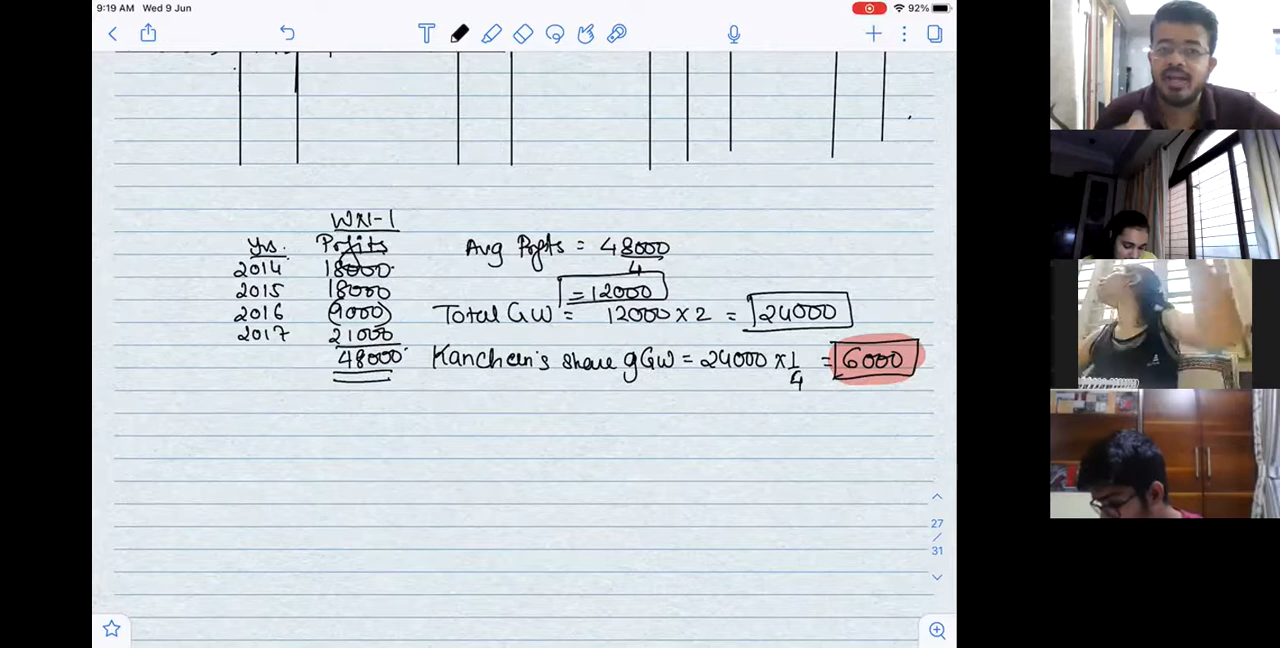 9:19 AM Wed 9 Jun
92%
WN-1
Yrs. Profits
2014 18000
2015 18000
2016 (9000)
2017 21000
48000
Avg Profits = 48000
4
= 12000
Total GW = 12000 × 2 = 24000
share GW = 24000 × 1 = 6000
4
27
/
31